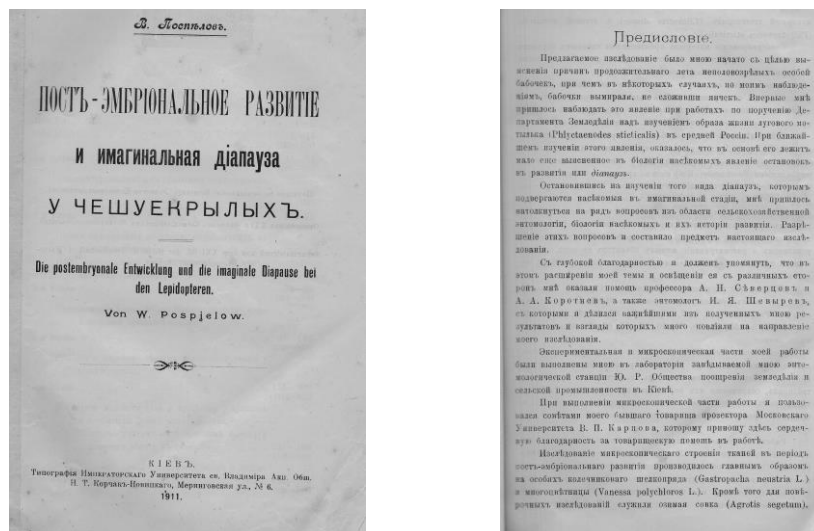 В. Поспѣловъ.
ПОСТЪ-ЭМБРІОНАЛЬНОЕ РАЗВИТІЕ
И ИМАГИНАЛЬНАЯ ДІАПАУЗА
У ЧЕШУЕКРЫЛЫХЪ.
Die postembryonale Entwicklung und die imaginale Diapause bei
den Lepidopteren.
Von W. Pospjelow.
КІЕВЪ.
Типографія Императорскаго Университета св. Владиміра Акц. Общ.
Н. Т. Корчакъ-Новицкаго, Меринговская ул., № 6.
1911.
Предисловіе.
Предлагаемое изслѣдованіе было мною начато съ цѣлью вы-
ясненія причинъ продолжительнаго лета неполовозрѣлыхъ особей
бабочекъ, при чемъ въ нѣкоторыхъ случаяхъ, по моимъ наблюде-
ніямъ, бабочки вымирали, не отложивши яичекъ. Впервые мнѣ
пришлось наблюдать это явленіе при работахъ по порученію Де-
партамента Земледѣлія надъ изученіемъ образа жизни лугового мо-
тылька (Phlyctaenodes sticticalis) въ средней Россіи. При ближай-
шемъ изученіи этого явленія, оказалось, что въ основѣ его лежитъ
мало еще выясненное въ біологіи насѣкомыхъ явленіе остановокъ
въ развитіи или діапаузъ.
Остановившись на изученіи того вида діапаузъ, которымъ
подвергаются насѣкомыя въ имагинальной стадіи, мнѣ пришлось
натолкнуться на рядъ вопросовъ изъ области сельскохозяйственной
энтомологіи, біологіи насѣкомыхъ и ихъ исторіи развитія. Разрѣ-
шеніе этихъ вопросовъ и составило предметъ настоящаго изслѣ-
дованія.
Съ глубокой благодарностью я долженъ упомянуть, что въ
этомъ расширеніи моей темы и освѣщеніи ея съ различныхъ сто-
ронъ мнѣ оказали помощь профессора А. Н. Сѣверцовъ и
А. А. Коротневъ, а также энтомологъ И. Я. Шевыревъ,
съ которыми я дѣлился важнѣйшими изъ полученныхъ мною ре-
зультатовъ и взгляды которыхъ много повліяли на направленіе
моего изслѣдованія.
Экспериментальная и микроскопическая части моей работы
были выполнены мною въ лабораторіи завѣдываемой мною энто-
мологической станціи Ю. Р. Общества поощренія земледѣлія и
сельской промышленности въ Кіевѣ.
При выполненіи микроскопической части работы я пользо-
вался совѣтами моего бывшаго товарища прозектора Московскаго
Университета В. П. Карпова, которому приношу здѣсь сердеч-
ную благодарность за товарищескую помощь въ работѣ.
Изслѣдованіе микроскопическаго строенія тканей въ періодъ
постъ-эмбріональнаго развитія производилось главнымъ образомъ
на особяхъ колечниковаго шелкопряда (Gastropacha neustria L.)
и многоцвѣтницы (Vanessa polychloros L.). Кромѣ того для повѣ-
рочныхъ изслѣдованій служила озимая совка (Agrotis segetum),